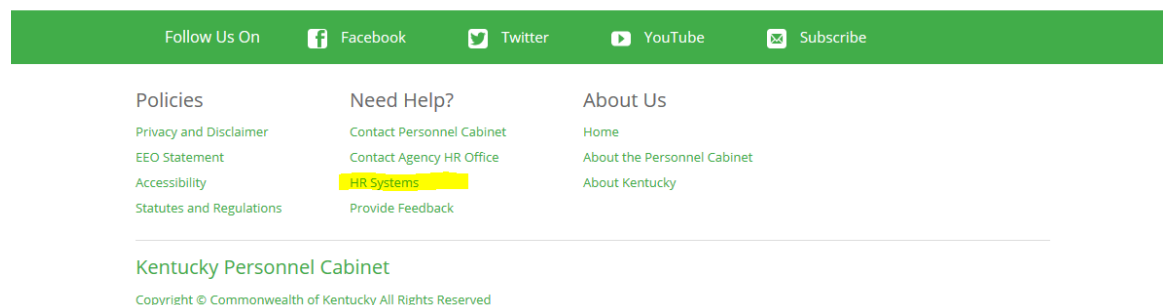 Follow Us On Facebook Twitter YouTube Subscribe
Policies
Privacy and Disclaimer
EEO Statement
Accessibility
Statutes and Regulations
Need Help?
Contact Personnel Cabinet
Contact Agency HR Office
HR Systems
Provide Feedback
About Us
Home
About the Personnel Cabinet
About Kentucky
Kentucky Personnel Cabinet
Copyright © Commonwealth of Kentucky All Rights Reserved